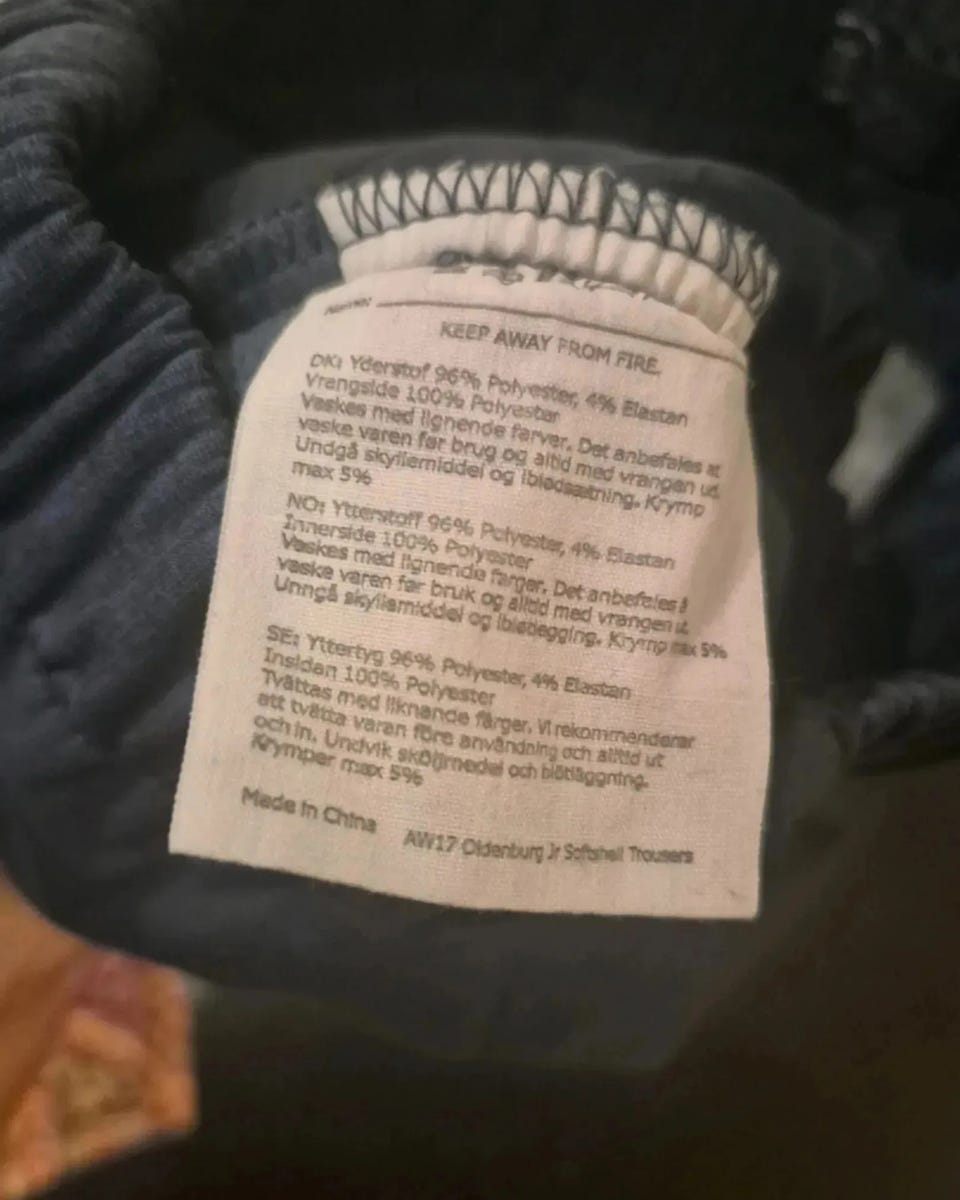 Name:
KEEP AWAY FROM FIRE.
DK: Yderstof 96% Polyester, 4% Elastan
Vrangside 100% Polyester
Vaskes med lignende farver. Det anbefales at
vaske varen før brug og altid med vrangen ud.
Undgå skyllemiddel og iblødsætning. Krymp
max 5%
NO: Ytterstoff 96% Polyester, 4% Elastan
Innerside 100% Polyester
Vaskes med lignende farger. Det anbefales å
vaske varen før bruk og alltid med vrangen ut.
Unngå skyllemiddel og ibløtlegging. Krymp max 5%
SE: Yttertyg 96% Polyester, 4% Elastan
Insidan 100% Polyester
Tvättas med liknande färger. Vi rekommenderar
att tvätta varan före användning och alltid ut
och in. Undvik sköljmedel och blötläggning.
Krymper max 5%
Made in China
AW17 Oldenburg Jr Softshell Trousers